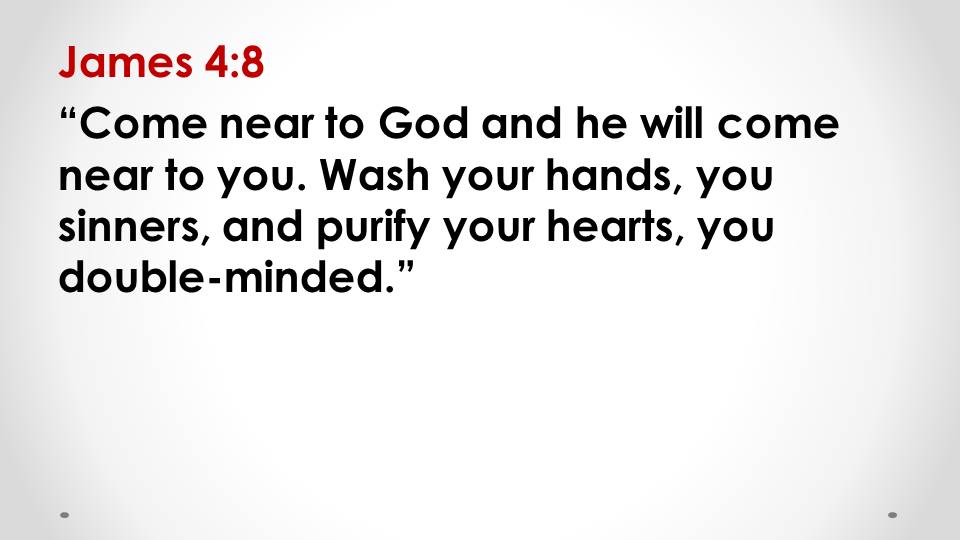 James 4:8
“Come near to God and he will come
near to you. Wash your hands, you
sinners, and purify your hearts, you
double-minded.”